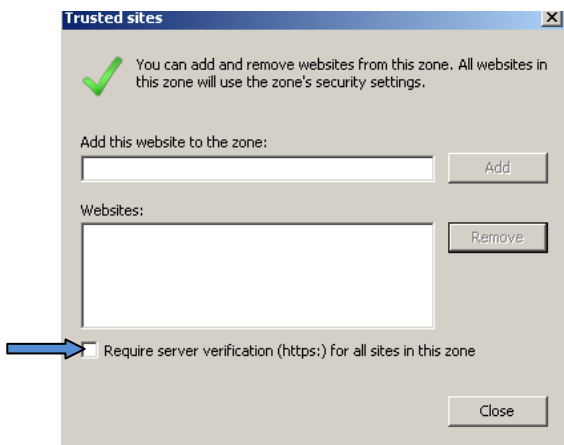 Trusted sites
You can add and remove websites from this zone. All websites in
this zone will use the zone's security settings.
Add this website to the zone:
Add
Websites:
Remove
Require server verification (https:) for all sites in this zone
Close